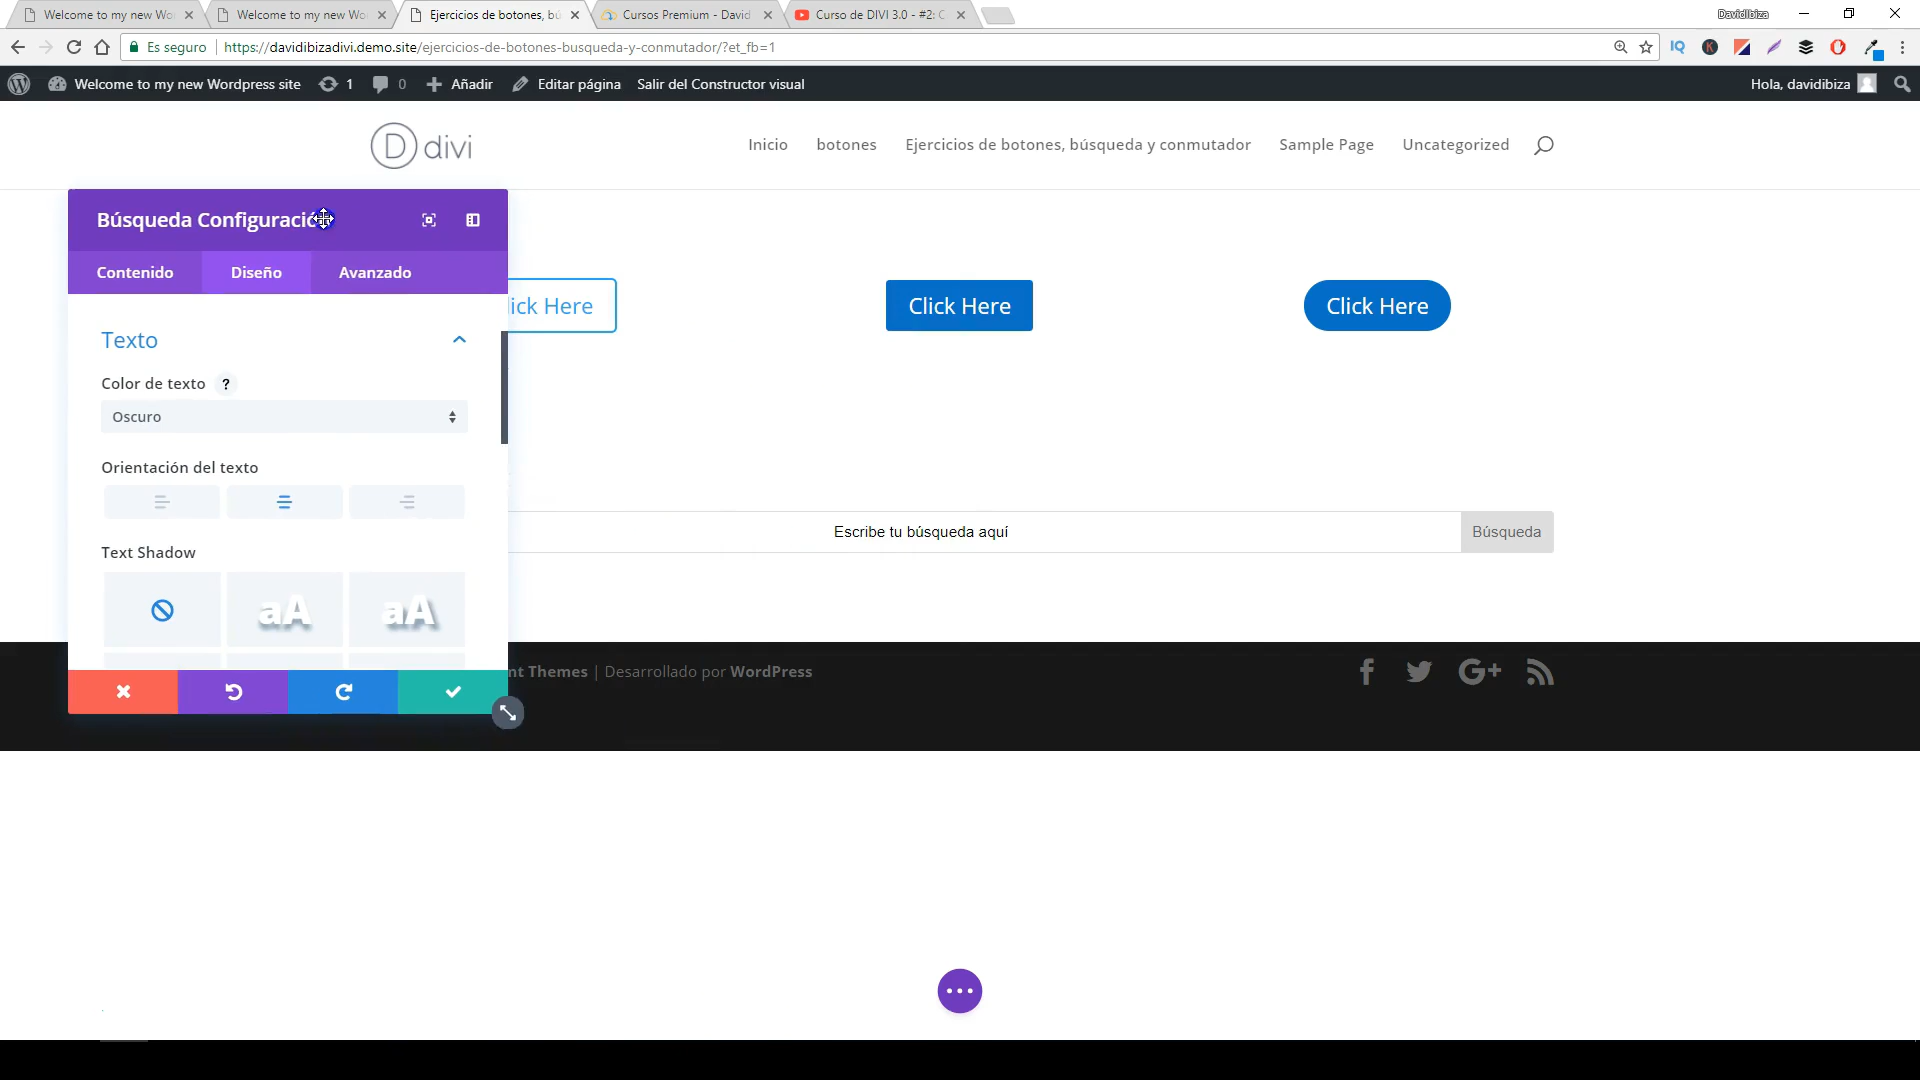 Welcome to my new Wo
Welcome to my new Wo
Ejercicios de botones, bú
Cursos Premium - David
Curso de DIVI 3.0 - #2: C
DavidIbiza
Es seguro
https://davidibizadivi.demo.site/ejercicios-de-botones-busqueda-y-conmutador/?et_fb=1
IQ
K
Welcome to my new Wordpress site
1
0
Añadir
Editar página
Salir del Constructor visual
Hola, davidibiza
D divi
Inicio
botones
Ejercicios de botones, búsqueda y conmutador
Sample Page
Uncategorized
Búsqueda Configuració
Contenido
Diseño
Avanzado
lick Here
Click Here
Click Here
Texto
Color de texto ?
Oscuro
Orientación del texto
Text Shadow
aA
aA
Escribe tu búsqueda aquí
Búsqueda
nt Themes | Desarrollado por WordPress
G+